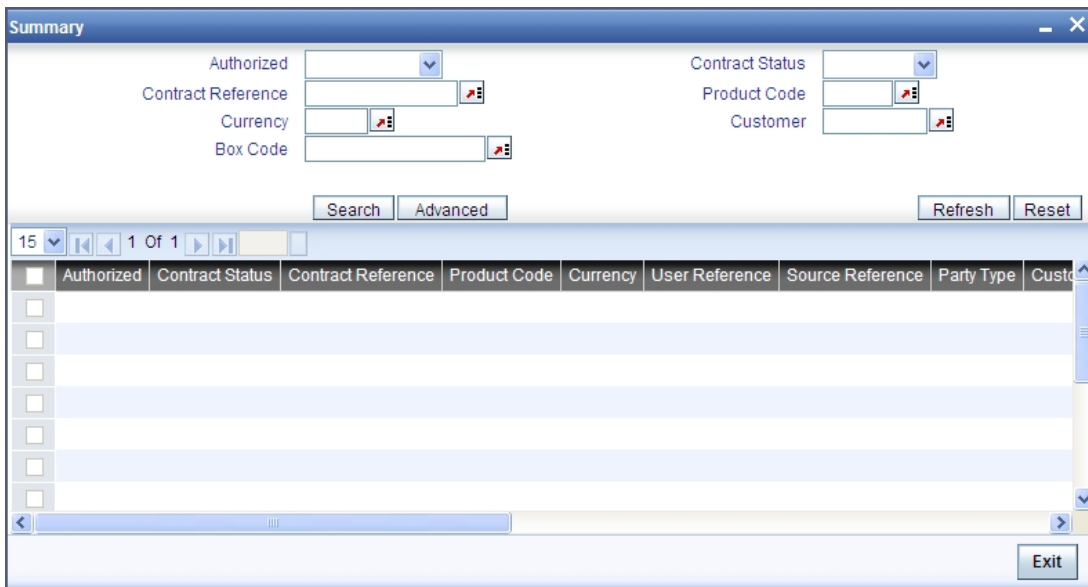 Summary
Authorized Contract Status
Contract Reference Product Code
Currency Customer
Box Code
Search Advanced Refresh Reset
15 1 Of 1
Authorized Contract Status Contract Reference Product Code Currency User Reference Source Reference Party Type Custo
Exit